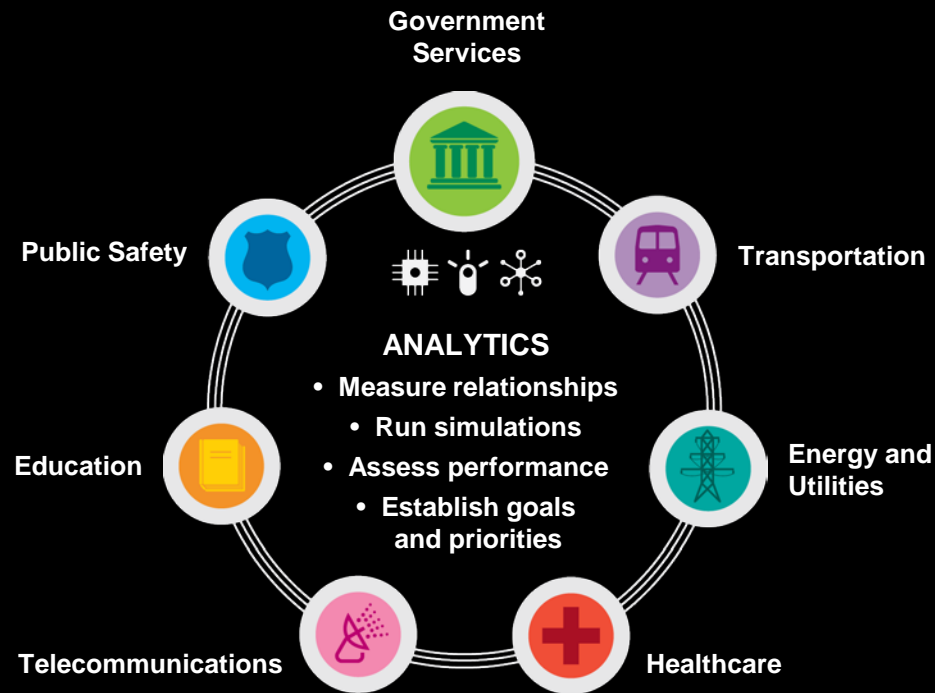 Government
Services
Public Safety
Transportation
ANALYTICS
• Measure relationships
• Run simulations
• Assess performance
• Establish goals
and priorities
Education
Energy and
Utilities
Telecommunications
Healthcare